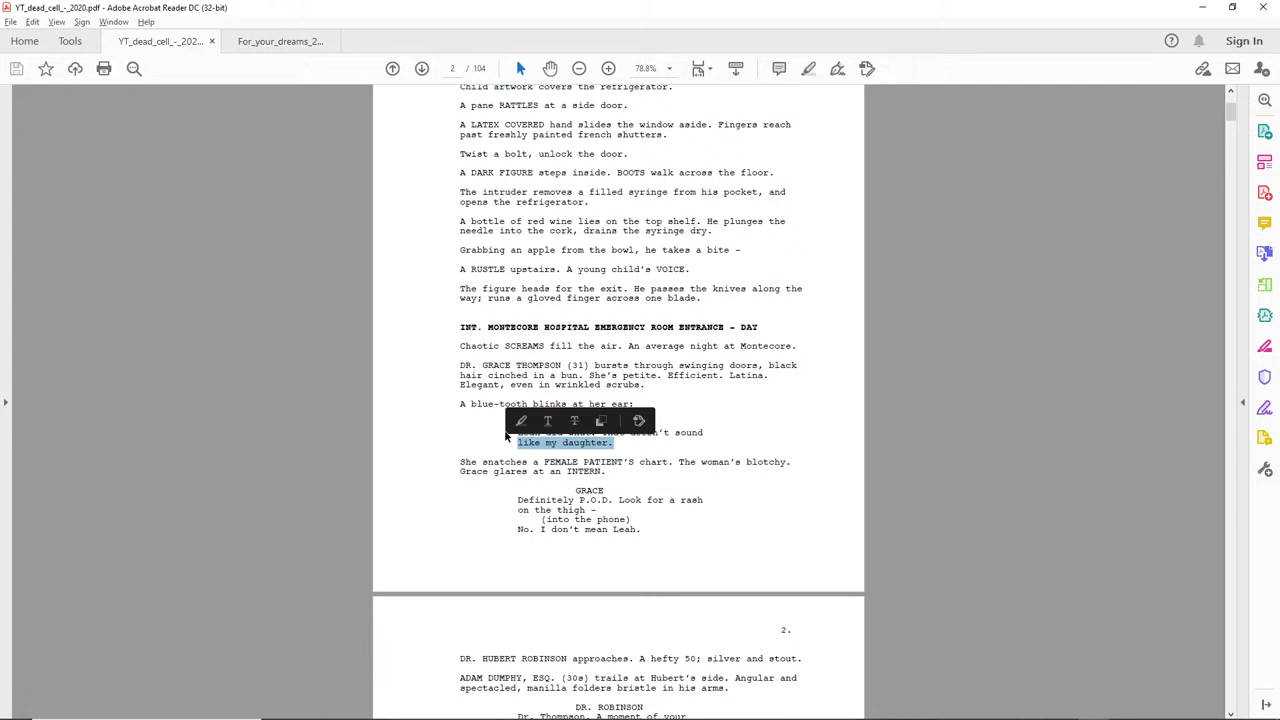 YT_dead_cell_-_2020.pdf - Adobe Acrobat Reader DC (32-bit)
File Edit View Sign Window Help
Home Tools YT_dead_cell_-_202... × For_your_dreams_2... Sign In
2 / 104 78.8%
Child artwork covers the refrigerator.
A pane RATTLES at a side door.
A LATEX COVERED hand slides the window aside. Fingers reach
past freshly painted french shutters.
Twist a bolt, unlock the door.
A DARK FIGURE steps inside. BOOTS walk across the floor.
The intruder removes a filled syringe from his pocket, and
opens the refrigerator.
A bottle of red wine lies on the top shelf. He plunges the
needle into the cork, drains the syringe dry.
Grabbing an apple from the bowl, he takes a bite -
A RUSTLE upstairs. A young child's VOICE.
The figure heads for the exit. He passes the knives along the
way; runs a gloved finger across one blade.
INT. MONTECORE HOSPITAL EMERGENCY ROOM ENTRANCE - DAY
Chaotic SCREAMS fill the air. An average night at Montecore.
DR. GRACE THOMPSON (31) bursts through swinging doors, black
hair cinched in a bun. She's petite. Efficient. Latina.
Elegant, even in wrinkled scrubs.
A blue-tooth blinks at her ear:
sound
like my daughter.
She snatches a FEMALE PATIENT'S chart. The woman's blotchy.
Grace glares at an INTERN.
GRACE
Definitely P.O.D. Look for a rash
on the thigh -
(into the phone)
No. I don't mean Leah.
2.
DR. HUBERT ROBINSON approaches. A hefty 50; silver and stout.
ADAM DUMPHY, ESQ. (30s) trails at Hubert's side. Angular and
spectacled, manilla folders bristle in his arms.
DR. ROBINSON
Dr. Thompson. A moment of your